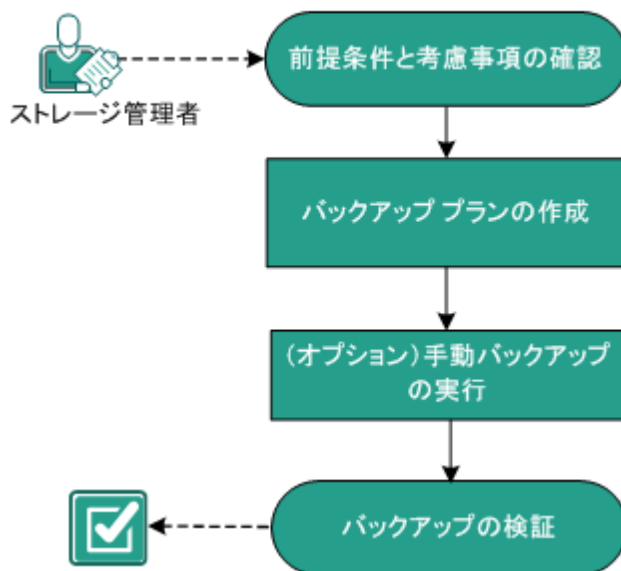 前提条件と考慮事項の確認
ストレージ管理者
バックアップ プランの作成
(オプション)手動バックアップ
の実行
バックアップの検証